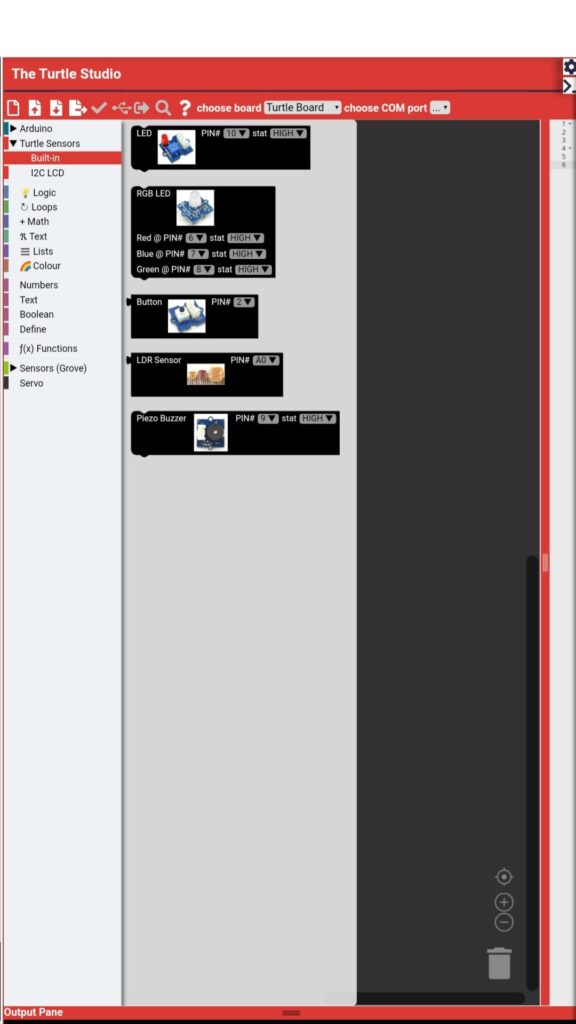 The Turtle Studio
choose board Turtle Board choose COM port ...
Arduino
Turtle Sensors
Built-in
I2C LCD
Logic
Loops
+ Math
Text
Lists
Colour
Numbers
Text
Boolean
Define
ƒ(x) Functions
Sensors (Grove)
Servo
LED PIN# 10 stat HIGH
RGB LED
Red @ PIN# 6 stat HIGH
Blue @ PIN# 7 stat HIGH
Green @ PIN# 8 stat HIGH
Button PIN# 2
LDR Sensor PIN# A0
Piezo Buzzer PIN# 9 stat HIGH
1
2
3
4
5
6
Output Pane